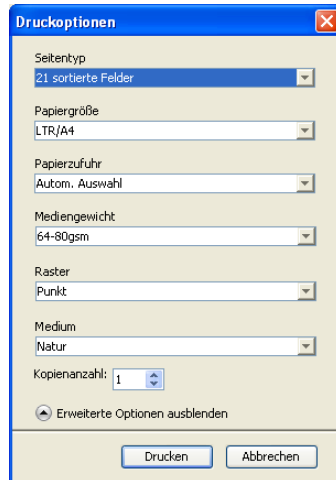 Druckoptionen
Seitentyp
21 sortierte Felder
Papiergröße
LTR/A4
Papierzufuhr
Autom. Auswahl
Mediengewicht
64-80gsm
Raster
Punkt
Medium
Natur
Kopienanzahl: 1
Erweiterte Optionen ausblenden
Drucken Abbrechen